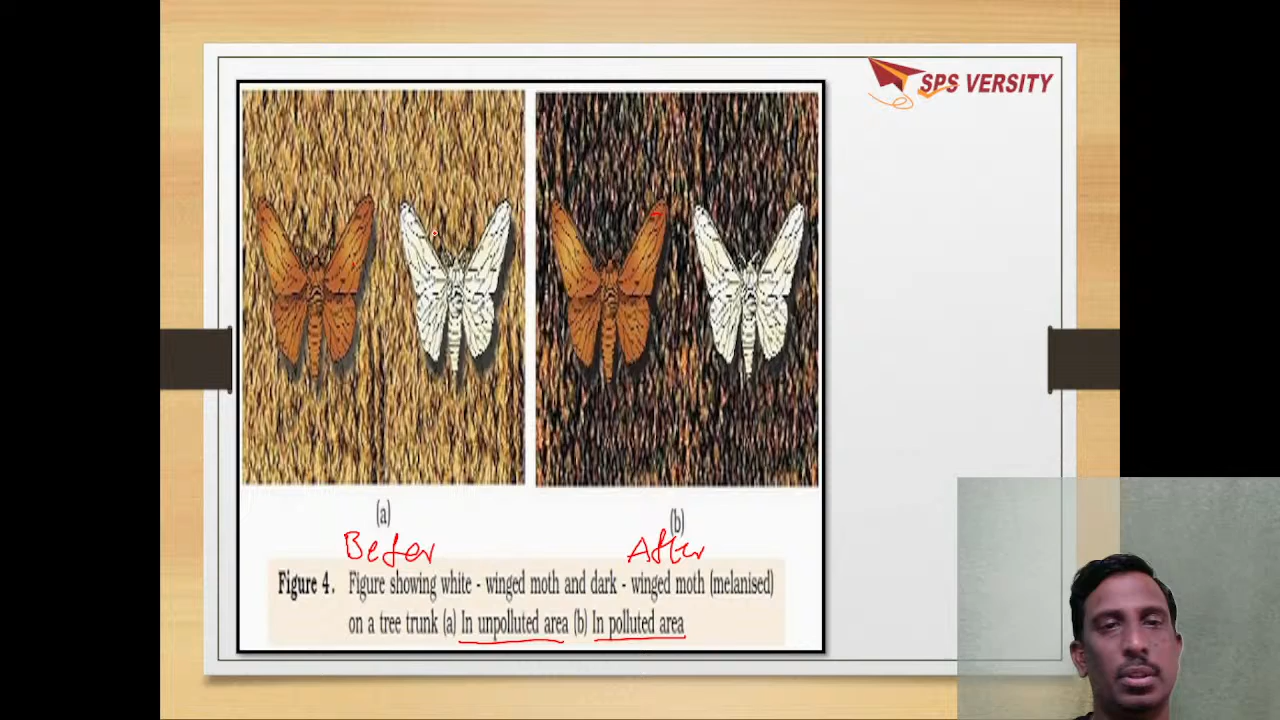 SPS VERSITY
(a)
(b)
Befor
After
Figure 4. Figure showing white - winged moth and dark - winged moth (melanised)
on a tree trunk (a) In unpolluted area (b) In polluted area